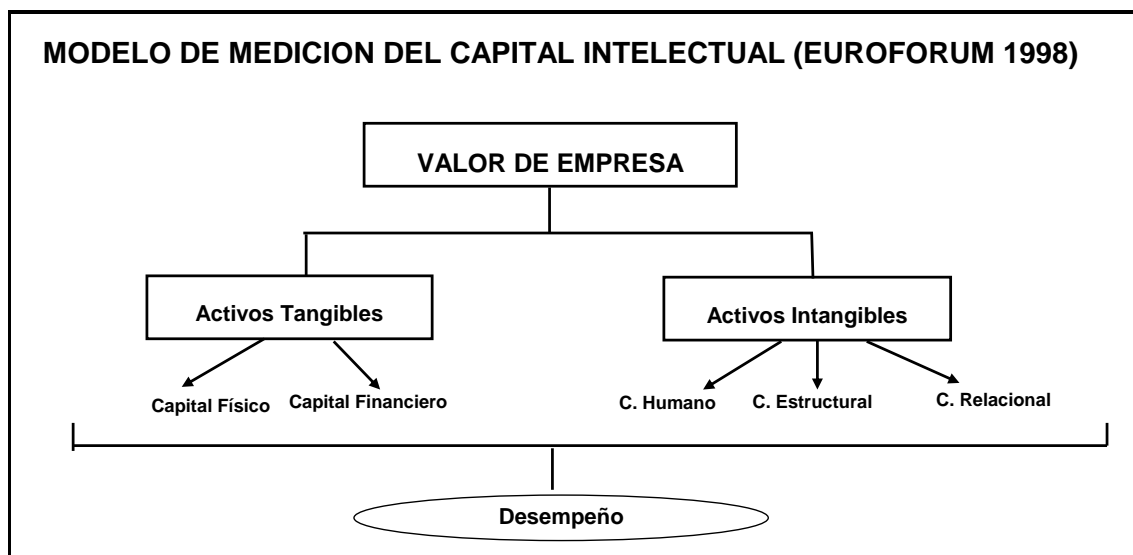 MODELO DE MEDICION DEL CAPITAL INTELECTUAL (EUROFORUM 1998)
VALOR DE EMPRESA
Activos Tangibles
Activos Intangibles
Capital Físico
Capital Financiero
C. Humano
C. Estructural
C. Relacional
Desempeño